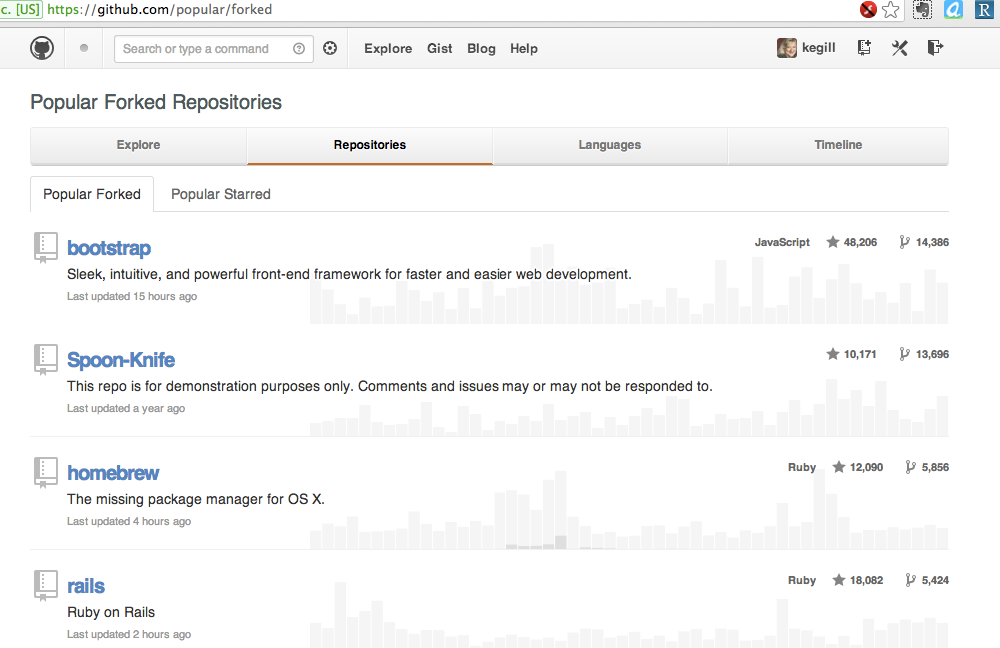 c. [US] https://github.com/popular/forked
Search or type a command
Explore Gist Blog Help
kegill
Popular Forked Repositories
Explore Repositories Languages Timeline
Popular Forked Popular Starred
bootstrap JavaScript 48,206 14,386
Sleek, intuitive, and powerful front-end framework for faster and easier web development.
Last updated 15 hours ago
Spoon-Knife 10,171 13,696
This repo is for demonstration purposes only. Comments and issues may or may not be responded to.
Last updated a year ago
homebrew Ruby 12,090 5,856
The missing package manager for OS X.
Last updated 4 hours ago
rails Ruby 18,082 5,424
Ruby on Rails
Last updated 2 hours ago